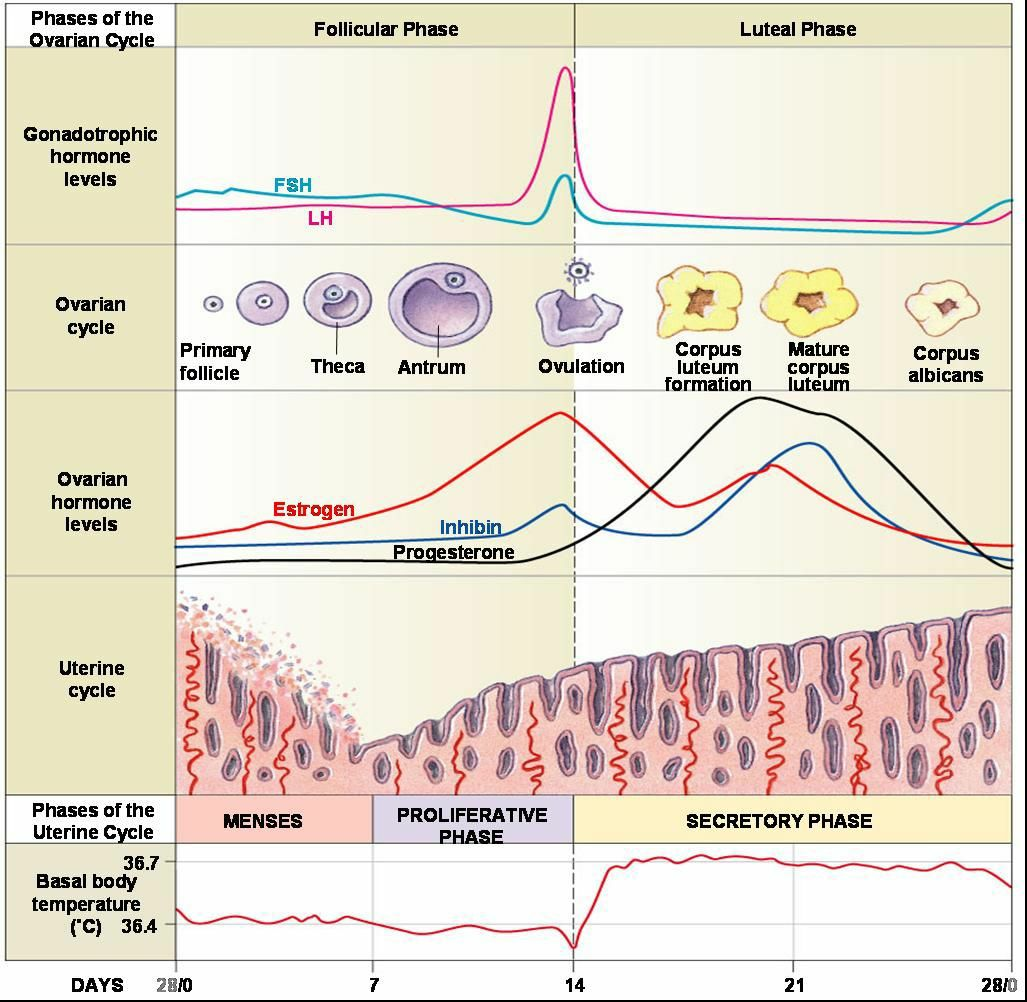 Phases of the
Ovarian Cycle
Follicular Phase
Luteal Phase
Gonadotrophic
hormone
levels
FSH
LH
Ovarian
cycle
Primary
follicle
Theca
Antrum
Ovulation
Corpus
luteum
formation
Mature
corpus
luteum
Corpus
albicans
Ovarian
hormone
levels
Estrogen
Inhibin
Progesterone
Uterine
cycle
Phases of the
Uterine Cycle
MENSES
PROLIFERATIVE
PHASE
SECRETORY PHASE
Basal body
temperature
(°C)
36.7
36.4
DAYS 28/0 7 14 21 28/0